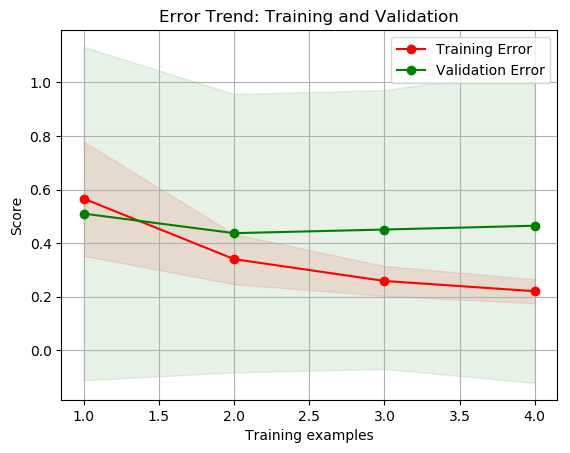 Error Trend: Training and Validation
Training Error
Validation Error
Score
1.0
0.8
0.6
0.4
0.2
0.0
1.0 1.5 2.0 2.5 3.0 3.5 4.0
Training examples